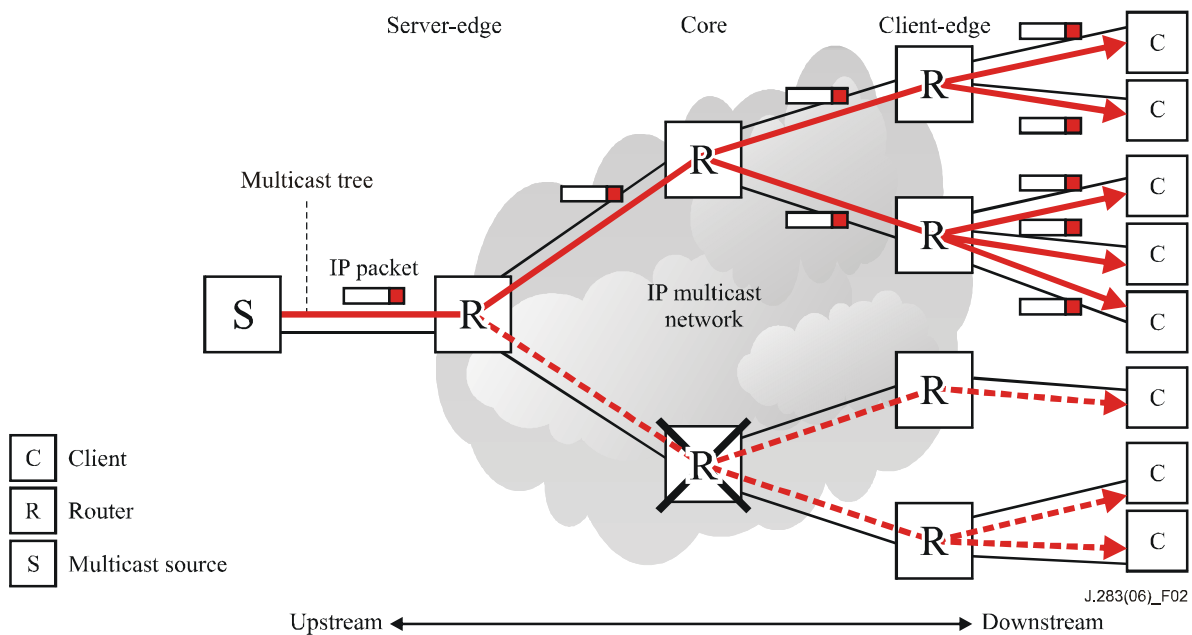 Server-edge
Core
Client-edge
C
R
C
R
C
Multicast tree
R
C
IP packet
IP multicast
network
S
R
C
R
C
R
C
C Client
R Router
R
C
S Multicast source
J.283(06)_F02
Upstream
Downstream